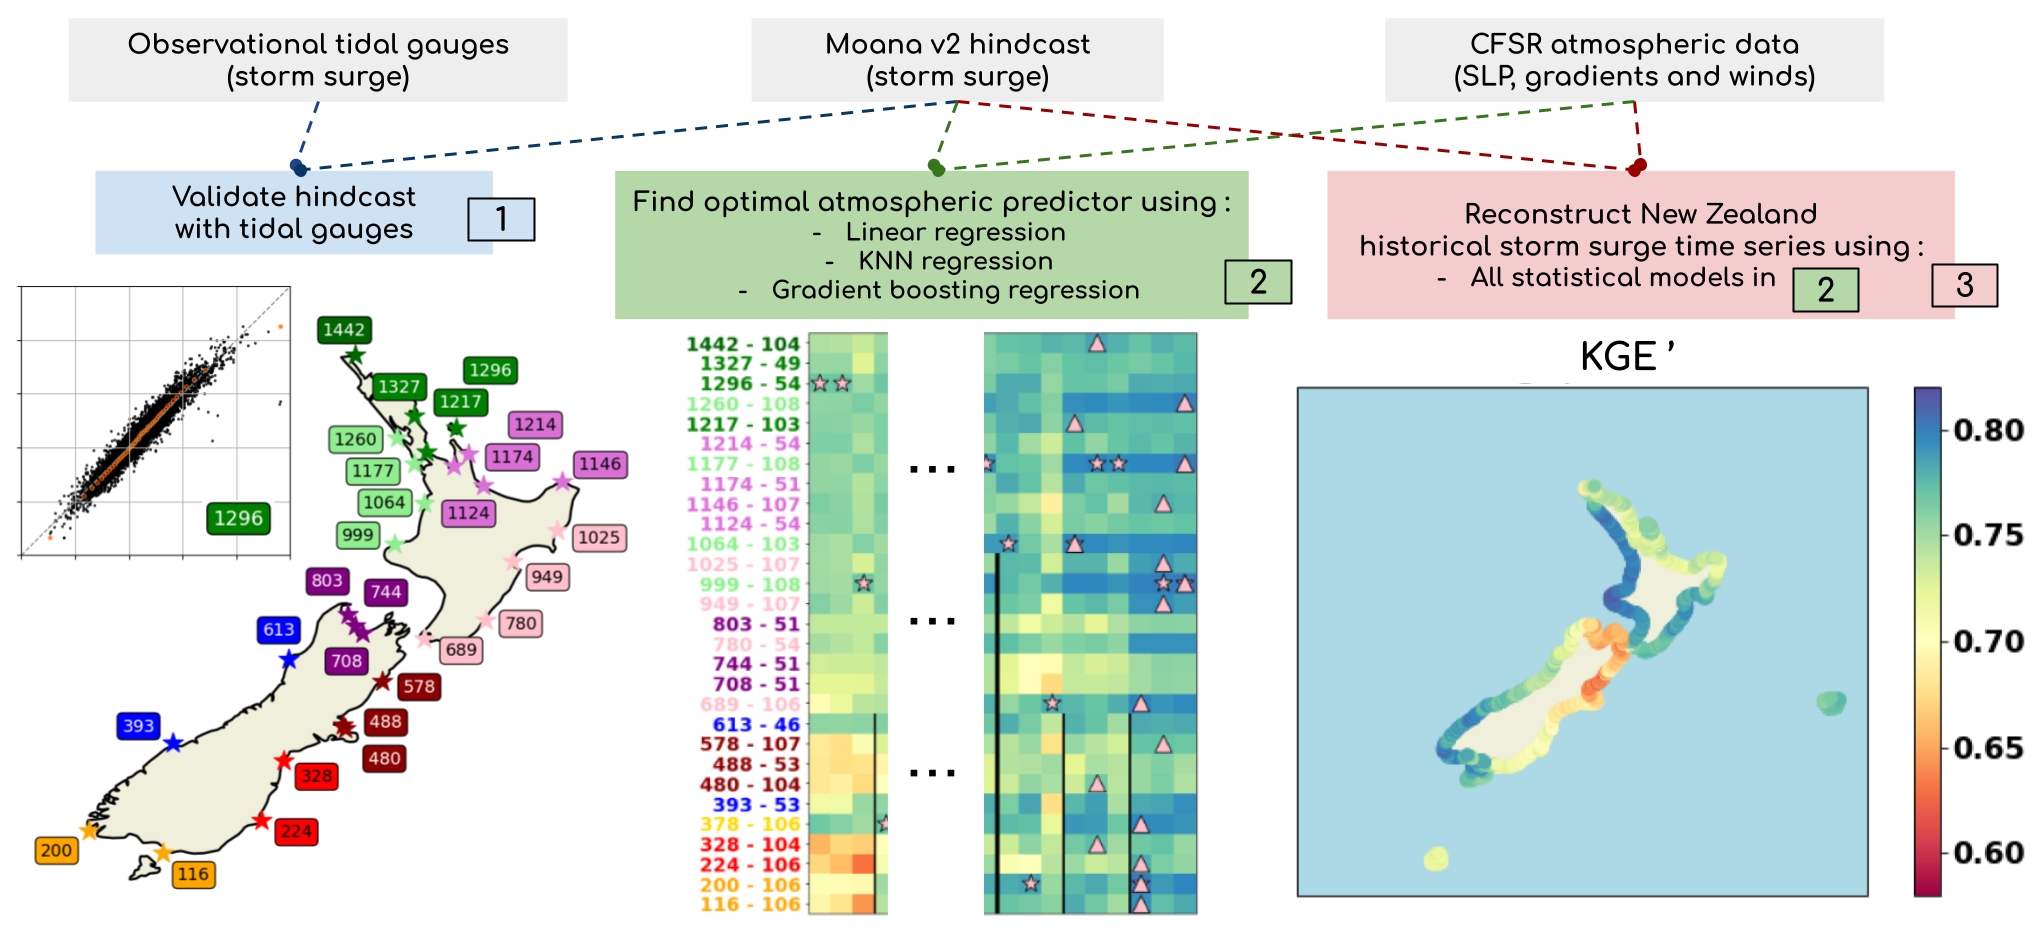 Observational tidal gauges
(storm surge)
Moana v2 hindcast
(storm surge)
CFSR atmospheric data
(SLP, gradients and winds)
Validate hindcast
with tidal gauges
1
Find optimal atmospheric predictor using :
- Linear regression
- KNN regression
- Gradient boosting regression
2
Reconstruct New Zealand
historical storm surge time series using :
- All statistical models in 2
3
1296
1442
1327
1296
1217
1260
1214
1177
1174
1146
1064
1124
999
1025
949
803
744
780
613
708
689
578
393
488
480
328
224
200
116
1442 - 104
1327 - 49
1296 - 54
1260 - 108
1217 - 103
1214 - 54
1177 - 108
1174 - 51
1146 - 107
1124 - 54
1064 - 103
1025 - 107
999 - 108
949 - 107
803 - 51
780 - 54
744 - 51
708 - 51
689 - 106
613 - 46
578 - 107
488 - 53
480 - 104
393 - 53
378 - 106
328 - 104
224 - 106
200 - 106
116 - 106
...
...
...
KGE '
0.80
0.75
0.70
0.65
0.60